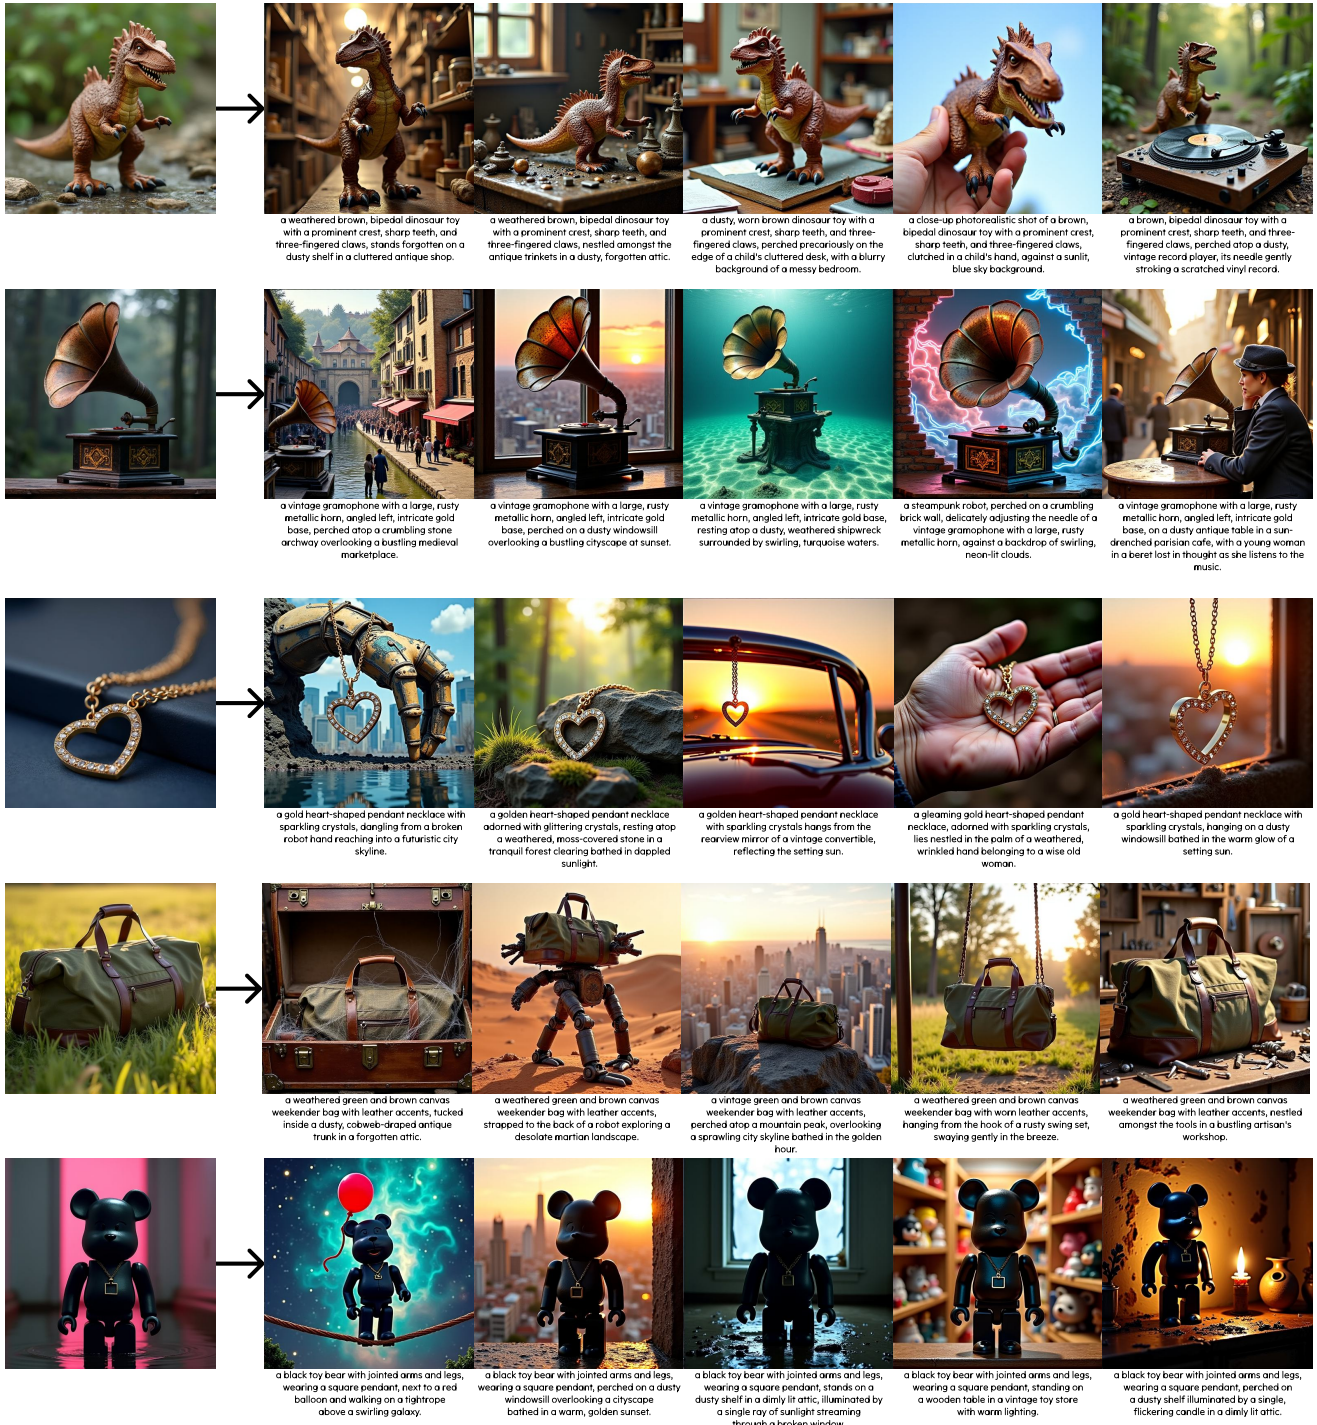 a weathered brown, bipedal dinosaur toy
with a prominent crest, sharp teeth, and
three-fingered claws, stands forgotten on a
dusty shelf in a cluttered antique shop.
a weathered brown, bipedal dinosaur toy
with a prominent crest, sharp teeth, and
three-fingered claws, nestled amongst the
antique trinkets in a dusty, forgotten attic.
a dusty, worn brown dinosaur toy with a
prominent crest, sharp teeth, and three-
fingered claws, perched precariously on the
edge of a child's cluttered desk, with a blurry
background of a messy bedroom.
a close-up photorealistic shot of a brown,
bipedal dinosaur toy with a prominent crest,
sharp teeth, and three-fingered claws,
clutched in a child's hand, against a sunlit,
blue sky background.
a brown, bipedal dinosaur toy with a
prominent crest, sharp teeth, and three-
fingered claws, perched atop a dusty,
vintage record player, its needle gently
stroking a scratched vinyl record.
a vintage gramophone with a large, rusty
metallic horn, angled left, intricate gold
base, perched atop a crumbling stone
archway overlooking a bustling medieval
marketplace.
a vintage gramophone with a large, rusty
metallic horn, angled left, intricate gold
base, perched on a dusty windowsill
overlooking a bustling cityscape at sunset.
a vintage gramophone with a large, rusty
metallic horn, angled left, intricate gold base,
resting atop a dusty, weathered shipwreck
surrounded by swirling, turquoise waters.
a steampunk robot, perched on a crumbling
brick wall, delicately adjusting the needle of a
vintage gramophone with a large, rusty
metallic horn, against a backdrop of swirling,
neon-lit clouds.
a vintage gramophone with a large, rusty
metallic horn, angled left, intricate gold
base, on a dusty antique table in a sun-
drenched parisian cafe, with a young woman
in a beret lost in thought as she listens to the
music.
a gold heart-shaped pendant necklace with
sparkling crystals, dangling from a broken
robot hand reaching into a futuristic city
skyline.
a golden heart-shaped pendant necklace
adorned with glittering crystals, resting atop
a weathered, moss-covered stone in a
tranquil forest clearing bathed in dappled
sunlight.
a golden heart-shaped pendant necklace
with sparkling crystals hangs from the
rearview mirror of a vintage convertible,
reflecting the setting sun.
a gleaming gold heart-shaped pendant
necklace, adorned with sparkling crystals,
lies nestled in the palm of a weathered,
wrinkled hand belonging to a wise old
woman.
a gold heart-shaped pendant necklace with
sparkling crystals, hanging on a dusty
windowsill bathed in the warm glow of a
setting sun.
a weathered green and brown canvas
weekender bag with leather accents, tucked
inside a dusty, cobweb-draped antique
trunk in a forgotten attic.
a weathered green and brown canvas
weekender bag with leather accents,
strapped to the back of a robot exploring a
desolate martian landscape.
a vintage green and brown canvas
weekender bag with leather accents,
perched atop a mountain peak, overlooking
a sprawling city skyline bathed in the golden
hour.
a weathered green and brown canvas
weekender bag with worn leather accents,
hanging from the hook of a rusty swing set,
swaying gently in the breeze.
a weathered green and brown canvas
weekender bag with leather accents, nestled
amongst the tools in a bustling artisan's
workshop.
a black toy bear with jointed arms and legs,
wearing a square pendant, next to a red
balloon and walking on a tightrope
above a swirling galaxy.
a black toy bear with jointed arms and legs,
wearing a square pendant, perched on a dusty
windowsill overlooking a cityscape
bathed in a warm, golden sunset.
a black toy bear with jointed arms and legs,
wearing a square pendant, stands on a
dusty shelf in a dimly lit attic, illuminated by
a single ray of sunlight streaming
through a broken window.
a black toy bear with jointed arms and legs,
wearing a square pendant, standing on
a wooden table in a vintage toy store
with warm lighting.
a black toy bear with jointed arms and legs,
wearing a square pendant, perched on
a dusty shelf illuminated by a single,
flickering candle in a dimly lit attic.